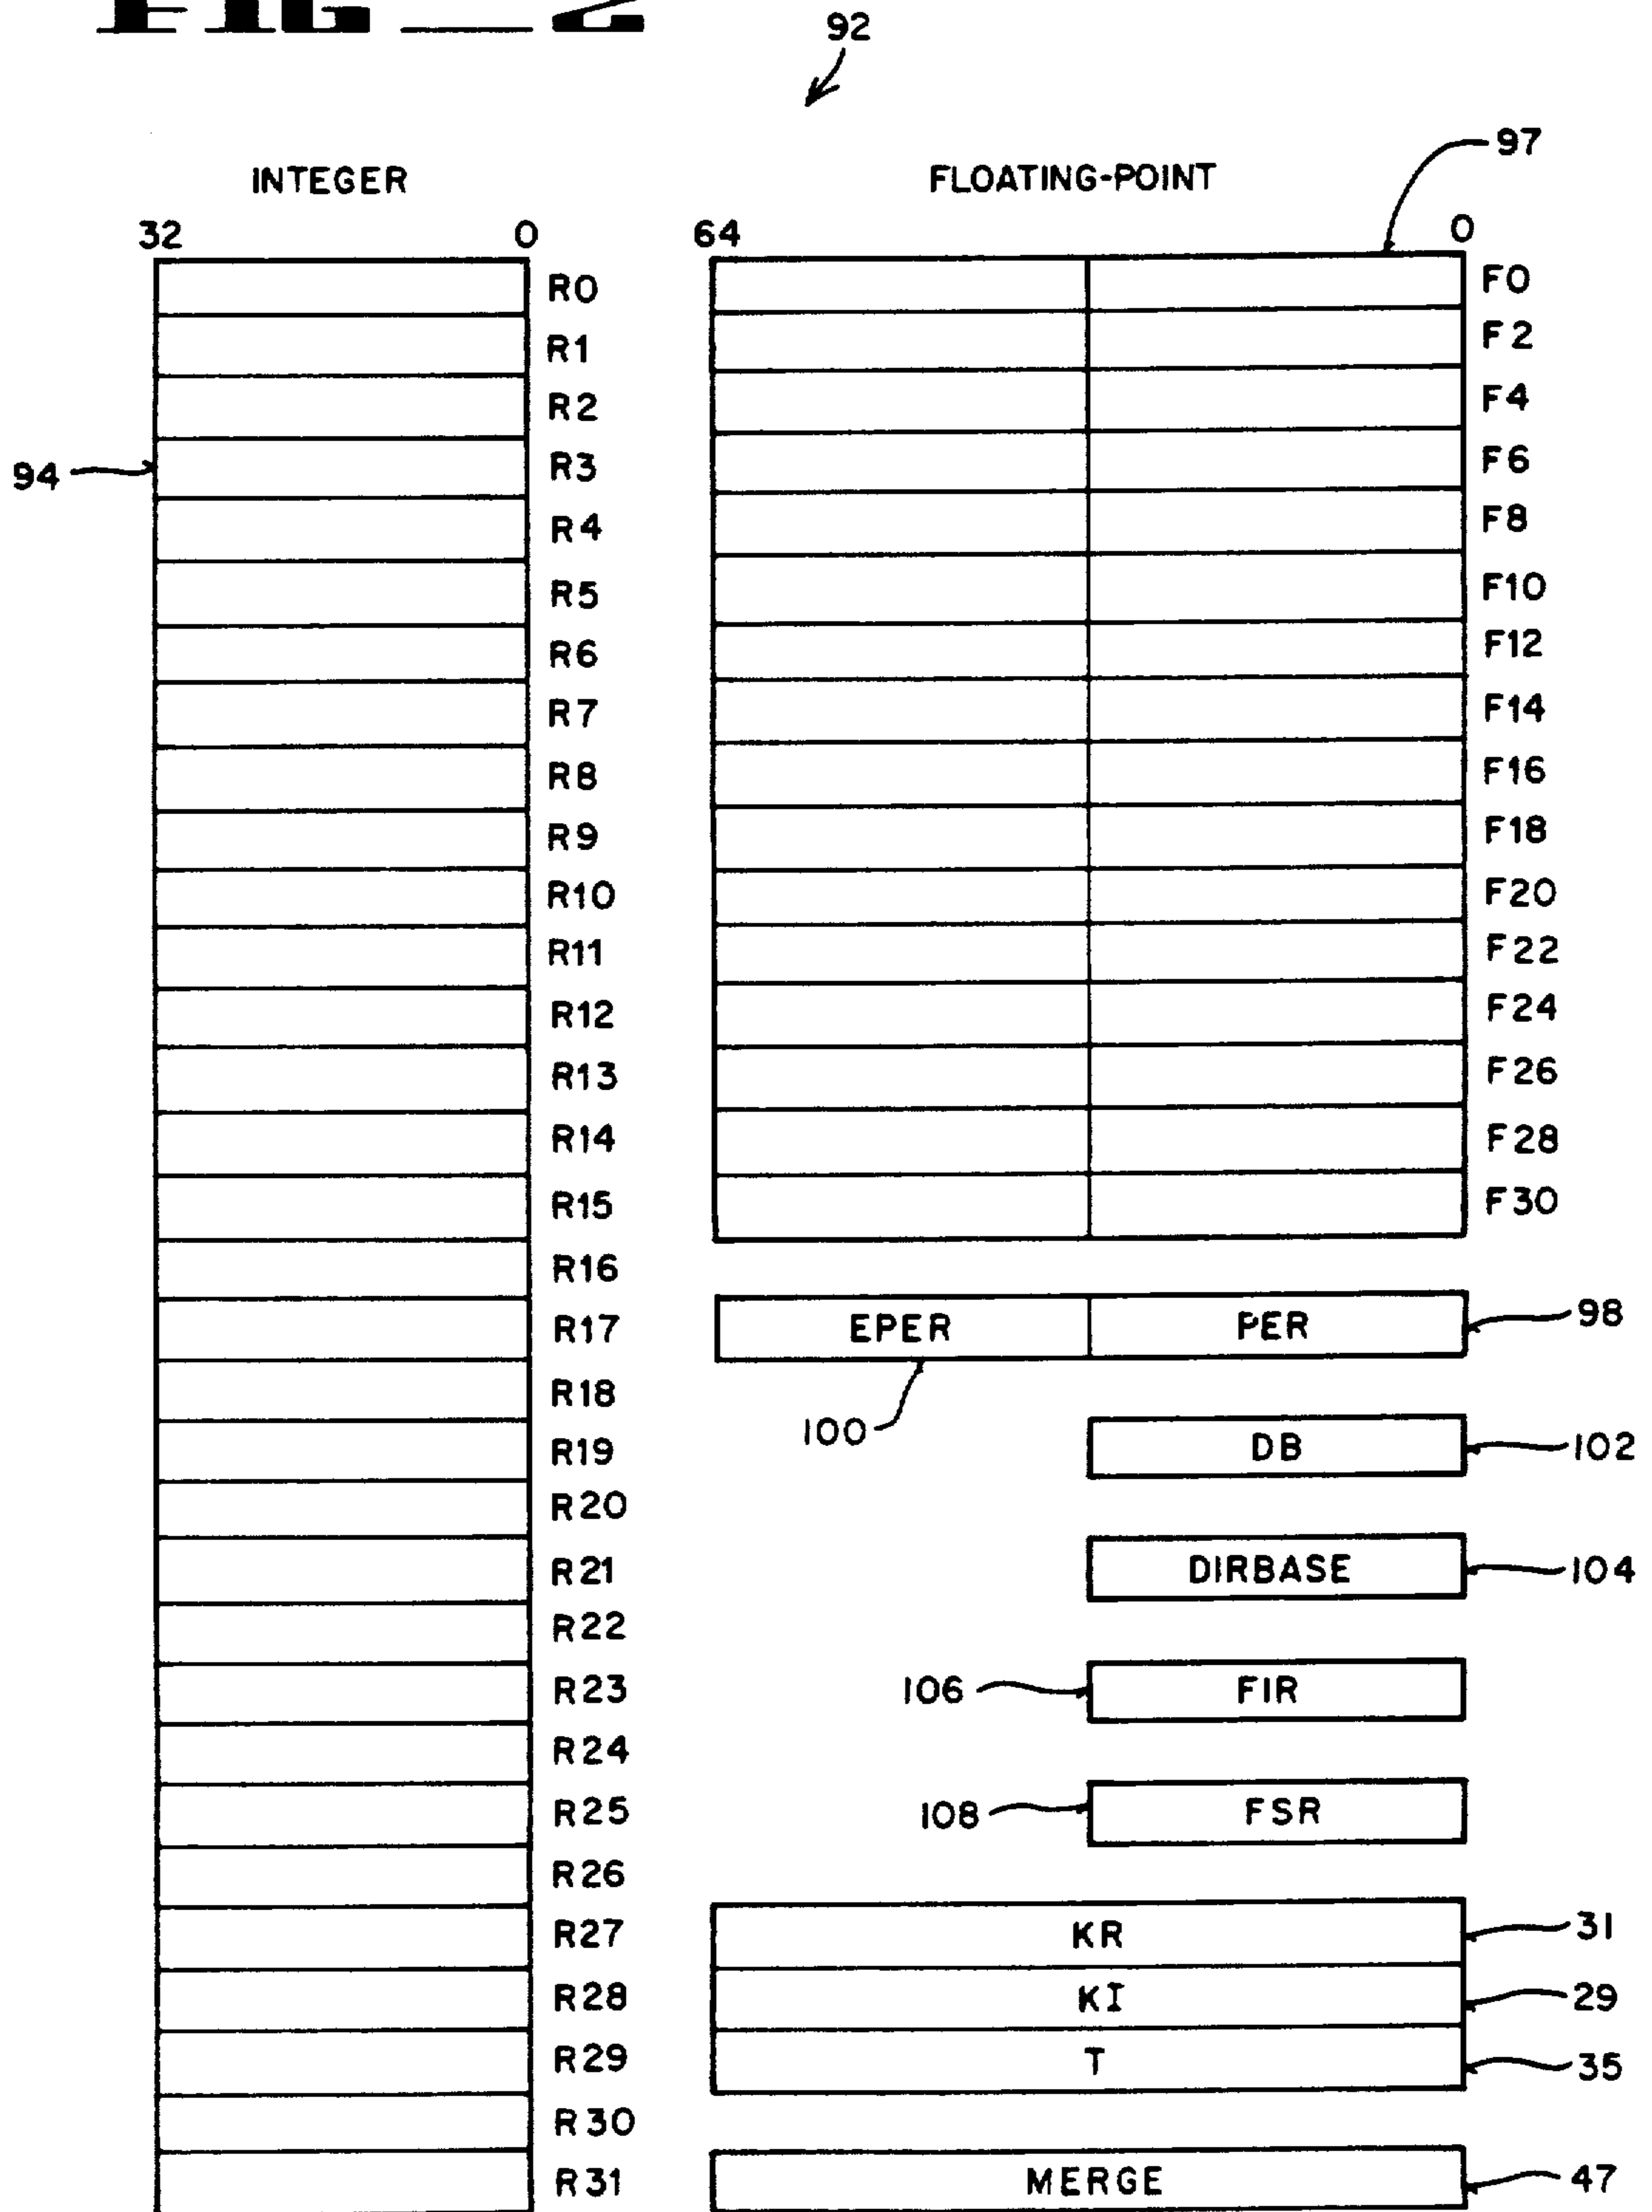 FIG_2
92
97
INTEGER
FLOATING-POINT
32 0
64 0
R0
R1
R2
R3
R4
R5
R6
R7
R8
R9
R10
R11
R12
R13
R14
R15
R16
R17
R18
R19
R20
R21
R22
R23
R24
R25
R26
R27
R28
R29
R30
R31
94
F0
F2
F4
F6
F8
F10
F12
F14
F16
F18
F20
F22
F24
F26
F28
F30
EPER PER 98
100
DB 102
DIRBASE 104
106 FIR
108 FSR
KR 31
KI 29
T 35
MERGE 47